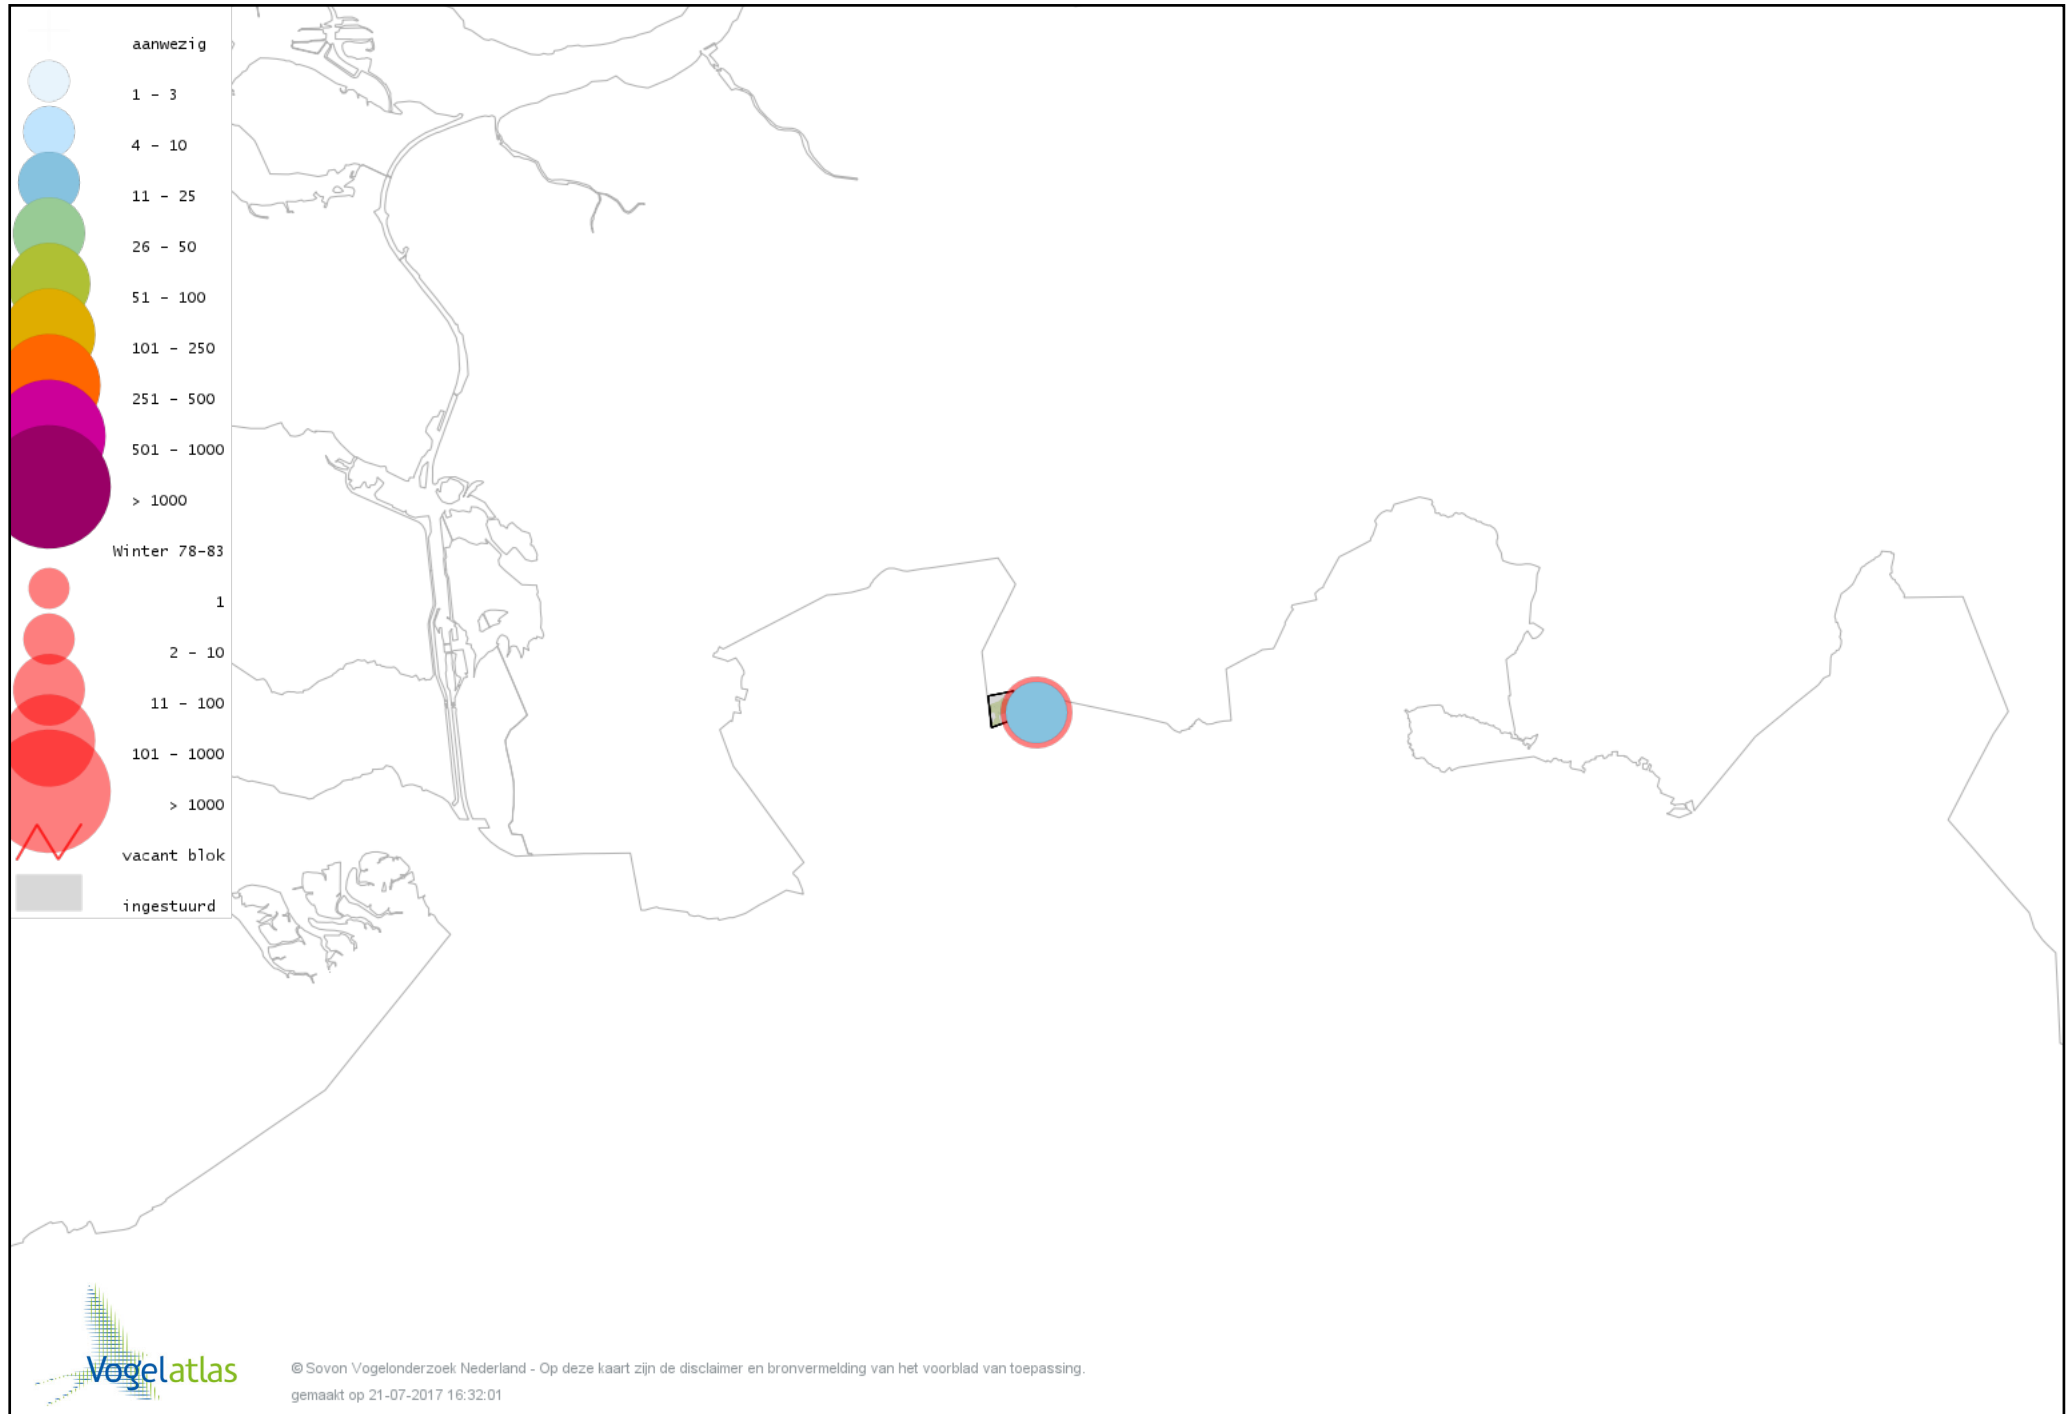 aanwezig
1 - 3
4 - 10
11 - 25
26 - 50
51 - 100
101 - 250
251 - 500
501 - 1000
> 1000
Winter 78-83
1
2 - 10
11 - 100
101 - 1000
> 1000
vacant blok
ingestuurd
Vogelatlas
© Sovon Vogelonderzoek Nederland - Op deze kaart zijn de disclaimer en bronvermelding van het voorblad van toepassing.
gemaakt op 21-07-2017 16:32:01